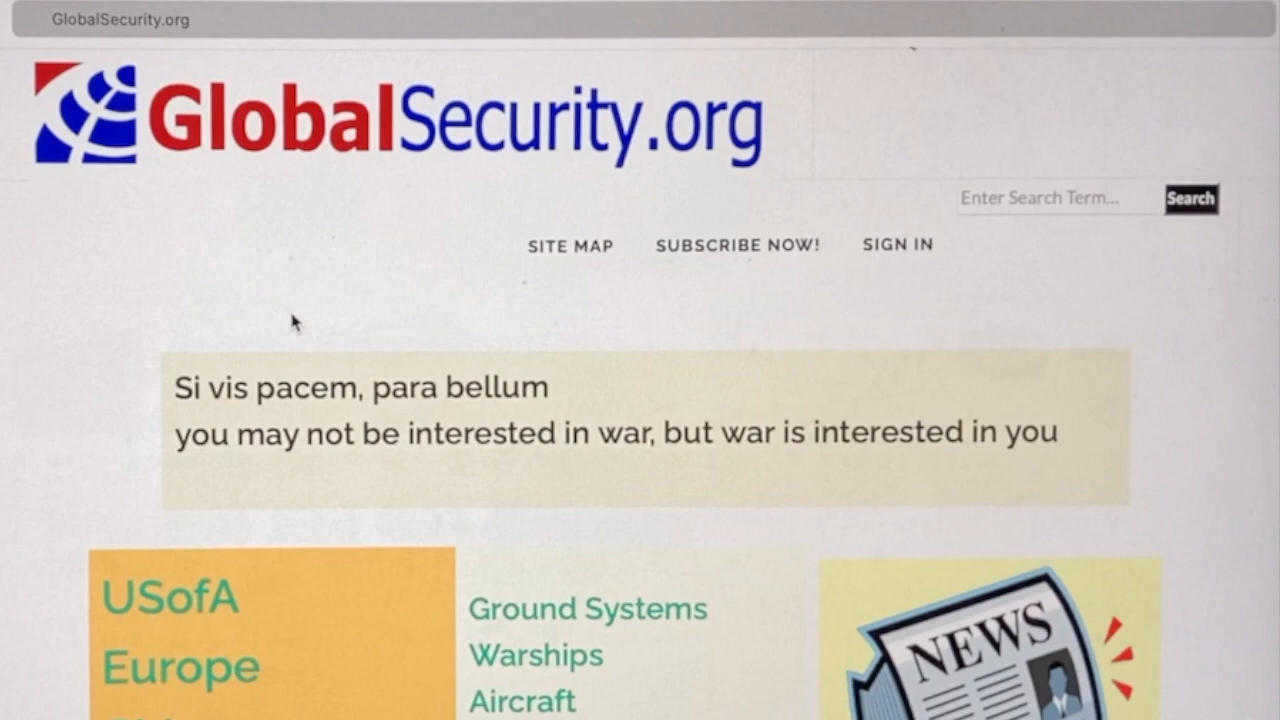 GlobalSecurity.org
GlobalSecurity.org
Enter Search Term...
Search
SITE MAP
SUBSCRIBE NOW!
SIGN IN
Si vis pacem, para bellum
you may not be interested in war, but war is interested in you
USofA
Europe
Ground Systems
Warships
Aircraft
NEWS